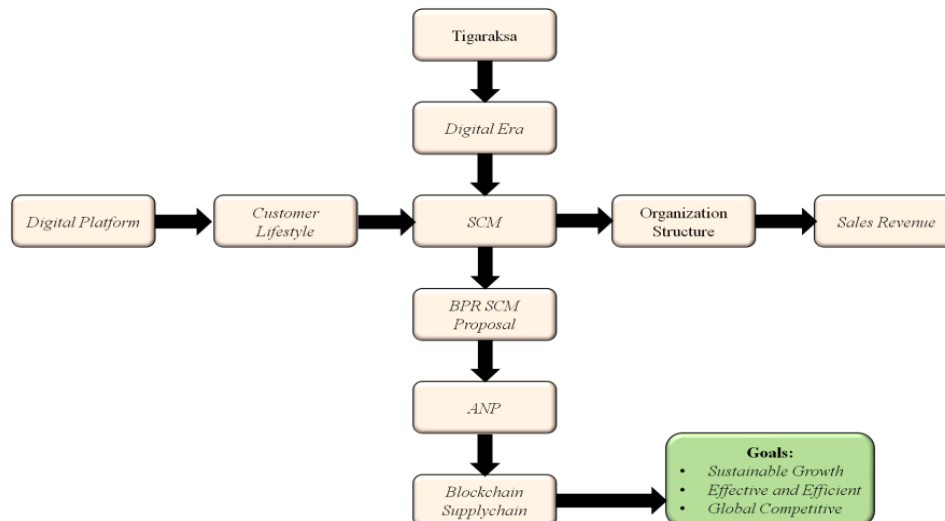 Tigaraksa
Digital Era
Digital Platform
Customer
Lifestyle
SCM
Organization
Structure
Sales Revenue
BPR SCM
Proposal
ANP
Blockchain
Supplychain
Goals:
• Sustainable Growth
• Effective and Efficient
• Global Competitive